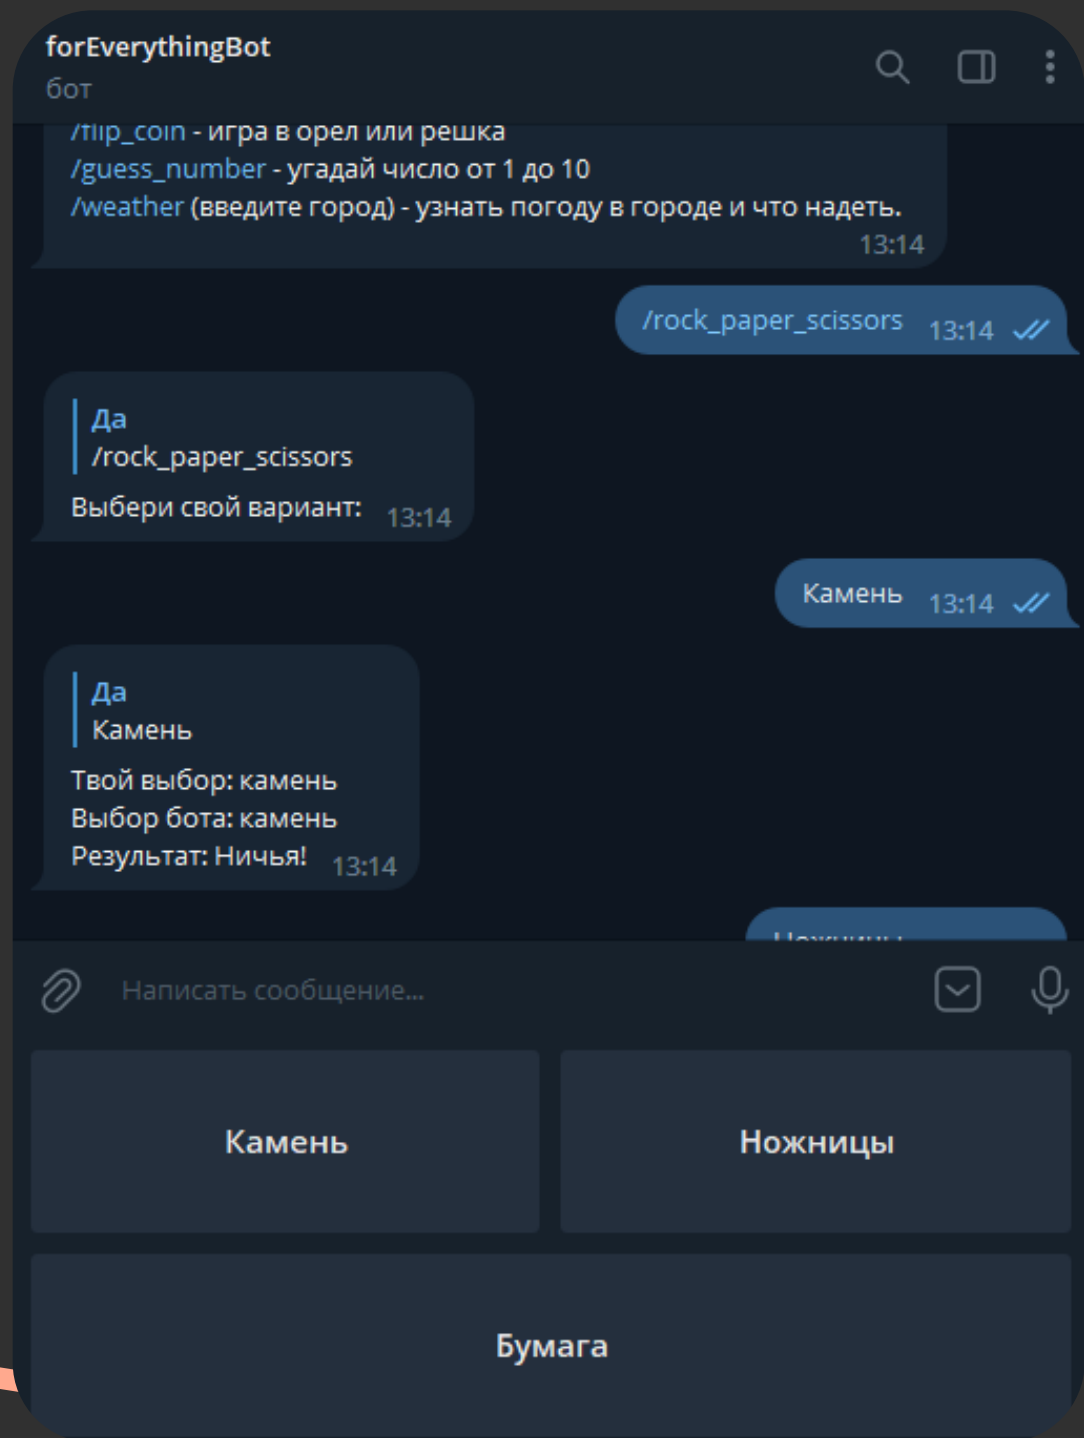 forEverythingBot
бот
/flip_coin - игра в орел или решка
/guess_number - угадай число от 1 до 10
/weather (введите город) - узнать погоду в городе и что надеть.
13:14
/rock_paper_scissors 13:14
Да
/rock_paper_scissors
Выбери свой вариант: 13:14
Камень 13:14
Да
Камень
Твой выбор: камень
Выбор бота: камень
Результат: Ничья! 13:14
Ножницы
Написать сообщение...
Камень
Ножницы
Бумага